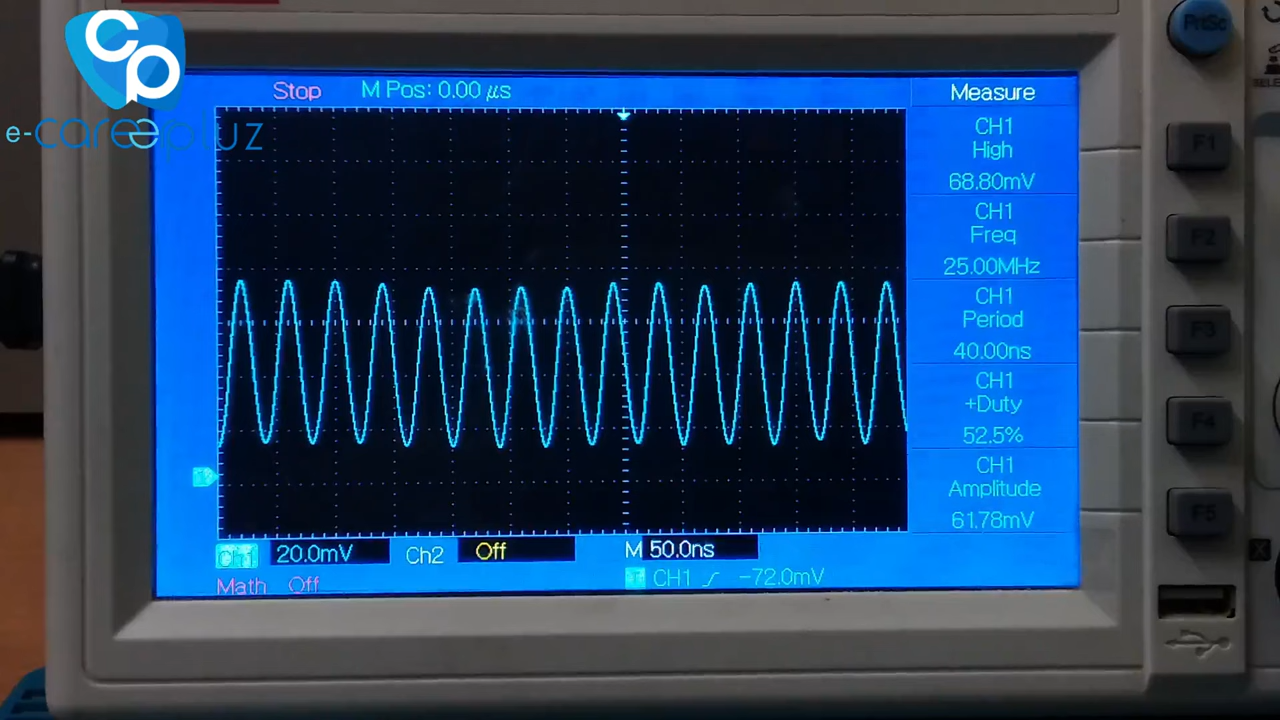 CP
e-careepluz
Stop M Pos: 0.00 µs
Measure
CH1
High
68.80mV
CH1
Freq
25.00MHz
CH1
Period
40.00ns
CH1
+Duty
52.5%
CH1
Amplitude
61.78mV
Ch1 20.0mV Ch2 Off M 50.0ns
Math Off CH1 -72.0mV
PrtSc
F1
F2
F3
F4
F5